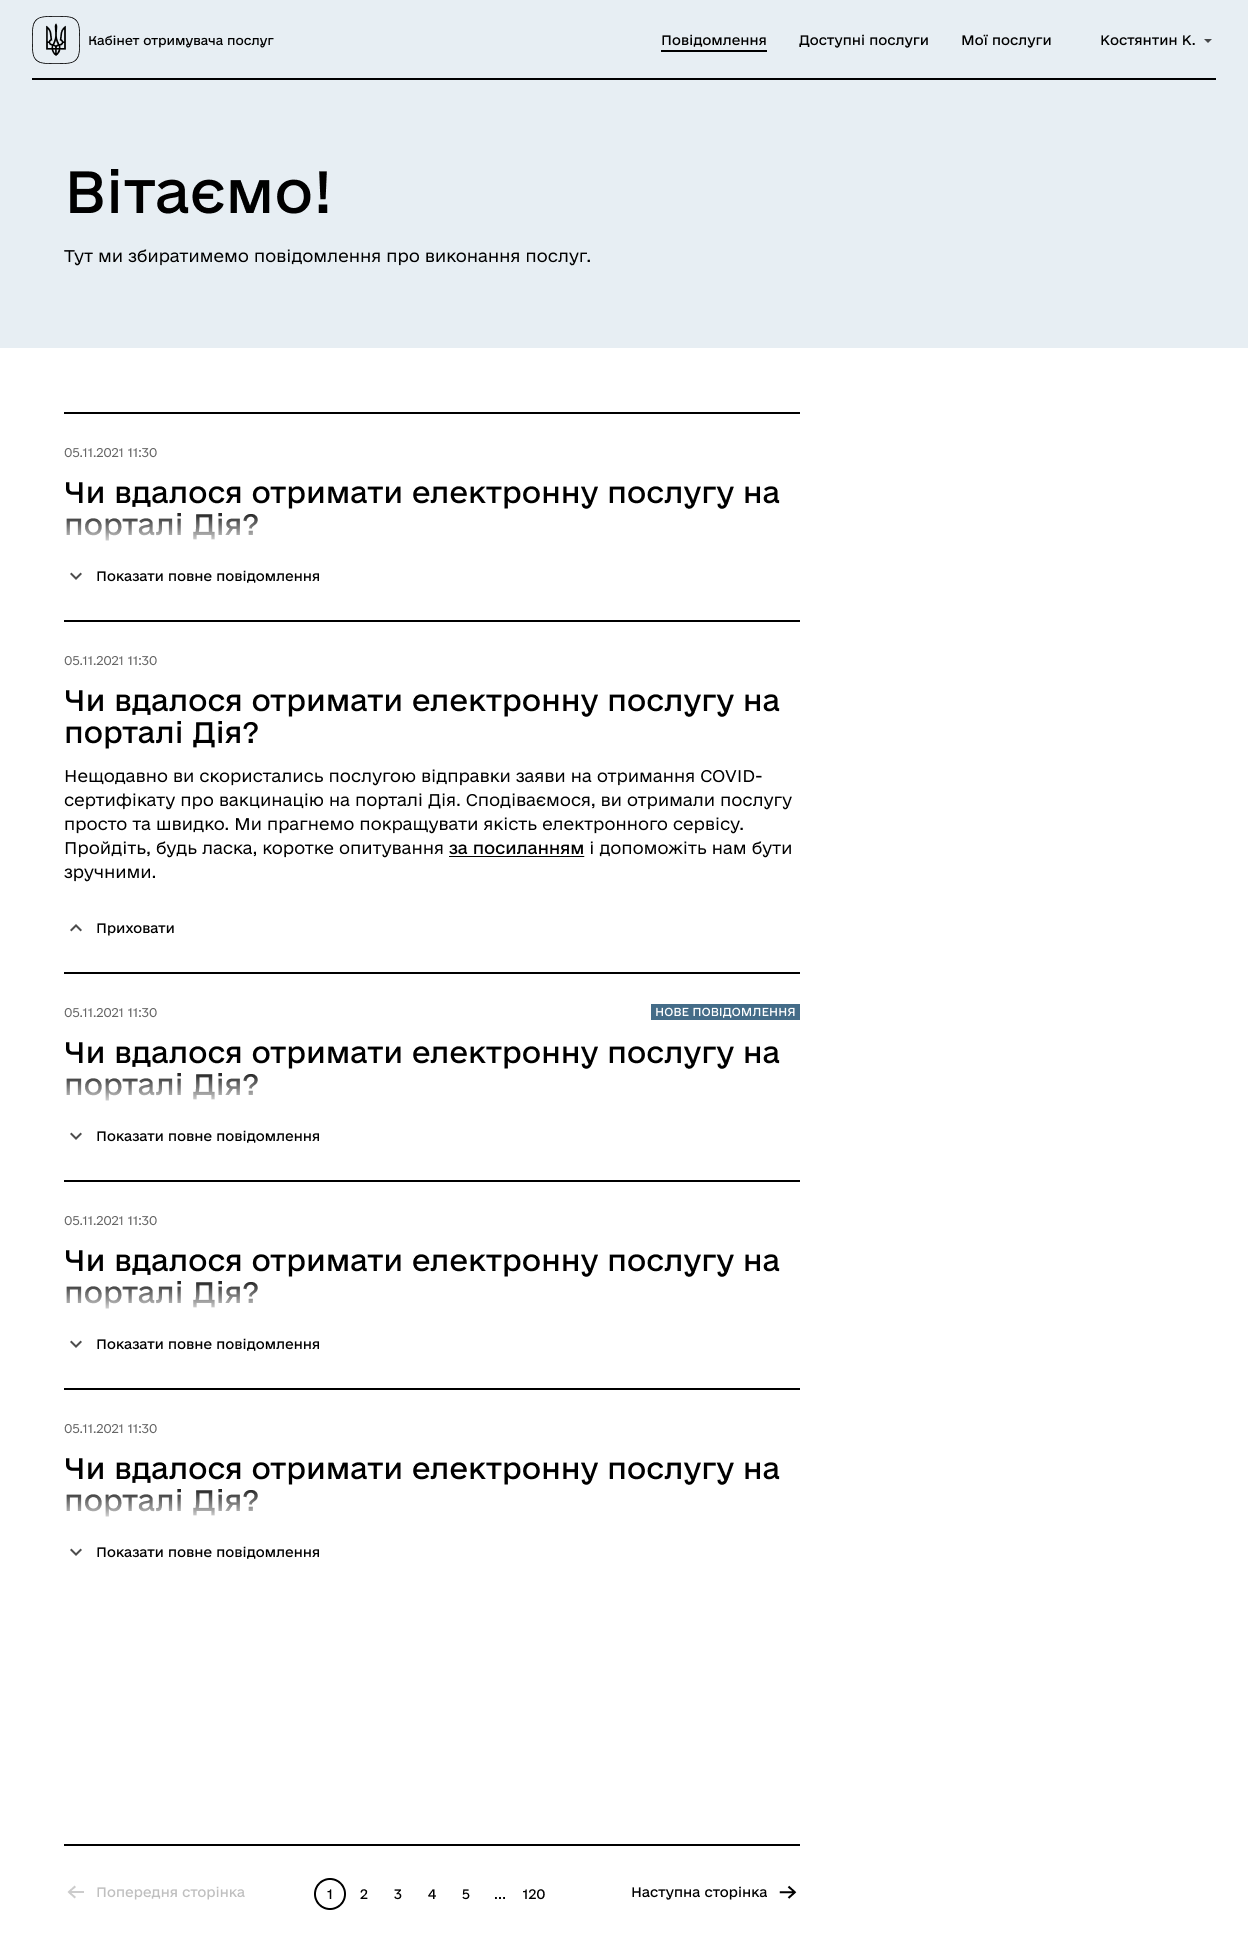 Кабінет отримувача послуг
Повідомлення
Доступні послуги
Мої послуги
Костянтин К.
Вітаємо!
Тут ми збиратимемо повідомлення про виконання послуг.
05.11.2021 11:30
Чи вдалося отримати електронну послугу на
порталі Дія?
Показати повне повідомлення
05.11.2021 11:30
Чи вдалося отримати електронну послугу на
порталі Дія?
Нещодавно ви скористались послугою відправки заяви на отримання COVID-
сертифікату про вакцинацію на порталі Дія. Сподіваємося, ви отримали послугу
просто та швидко. Ми прагнемо покращувати якість електронного сервісу.
Пройдіть, будь ласка, коротке опитування за посиланням і допоможіть нам бути
зручними.
Приховати
05.11.2021 11:30
НОВЕ ПОВІДОМЛЕННЯ
Чи вдалося отримати електронну послугу на
порталі Дія?
Показати повне повідомлення
05.11.2021 11:30
Чи вдалося отримати електронну послугу на
порталі Дія?
Показати повне повідомлення
05.11.2021 11:30
Чи вдалося отримати електронну послугу на
порталі Дія?
Показати повне повідомлення
Попередня сторінка
1 2 3 4 5 ... 120
Наступна сторінка